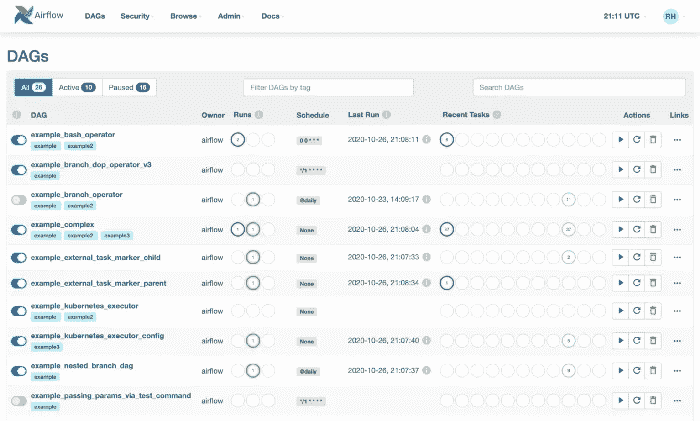 Airflow DAGs Security Browse Admin Docs 21:11 UTC RH
DAGs
All 26 Active 10 Paused 16 Filter DAGs by tag Search DAGs
DAG Owner Runs Schedule Last Run Recent Tasks Actions Links
example_bash_operator airflow 2 0 0 * * * 2020-10-26, 21:08:11 6
example example2
example_branch_dop_operator_v3 airflow */1 * * * *
example
example_branch_operator airflow 1 @daily 2020-10-23, 14:09:17 11
example example2
example_complex airflow 1 1 None 2020-10-26, 21:08:04 37 37
example example2 example3
example_external_task_marker_child airflow 1 None 2020-10-26, 21:07:33 2
example_external_task_marker_parent airflow 1 None 2020-10-26, 21:08:34 1
example_kubernetes_executor airflow None
example example2
example_kubernetes_executor_config airflow 1 None 2020-10-26, 21:07:40 5
example3
example_nested_branch_dag airflow 1 @daily 2020-10-26, 21:07:37 9
example
example_passing_params_via_test_command airflow */1 * * * *
example